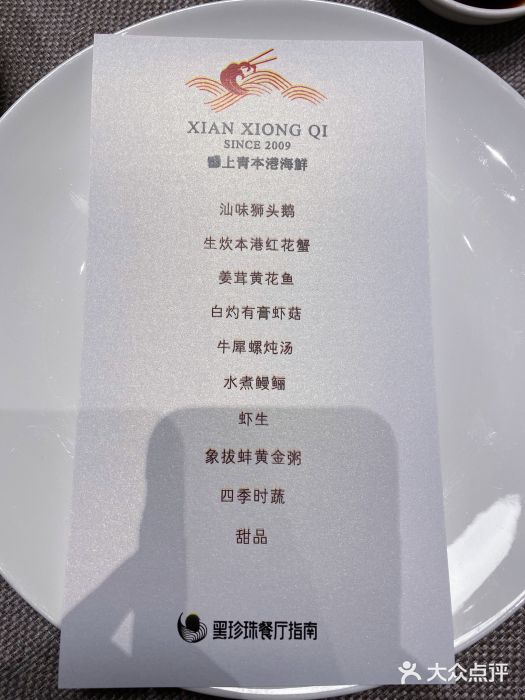 XIAN XIONG QI
SINCE 2009
上青本港海鮮
汕味狮头鹅
生炊本港红花蟹
姜茸黄花鱼
白灼有膏虾菇
牛犀螺炖汤
水煮鳗鲡
虾生
象拔蚌黄金粥
四季时蔬
甜品
黑珍珠餐厅指南
大众点评